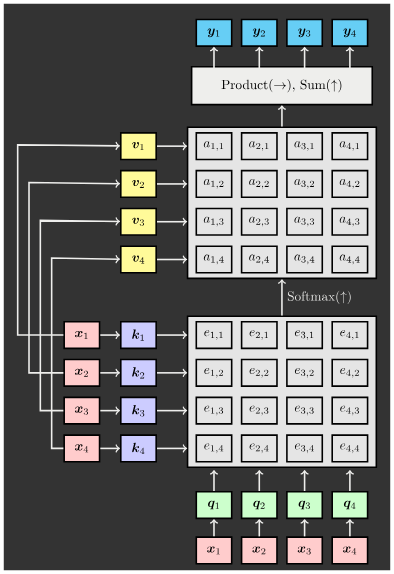 y₁ y₂ y₃ y₄
Product(→), Sum(↑)
v₁ a₁,₁ a₂,₁ a₃,₁ a₄,₁
v₂ a₁,₂ a₂,₂ a₃,₂ a₄,₂
v₃ a₁,₃ a₂,₃ a₃,₃ a₄,₃
v₄ a₁,₄ a₂,₄ a₃,₄ a₄,₄
Softmax(↑)
x₁ k₁ e₁,₁ e₂,₁ e₃,₁ e₄,₁
x₂ k₂ e₁,₂ e₂,₂ e₃,₂ e₄,₂
x₃ k₃ e₁,₃ e₂,₃ e₃,₃ e₄,₃
x₄ k₄ e₁,₄ e₂,₄ e₃,₄ e₄,₄
q₁ q₂ q₃ q₄
x₁ x₂ x₃ x₄